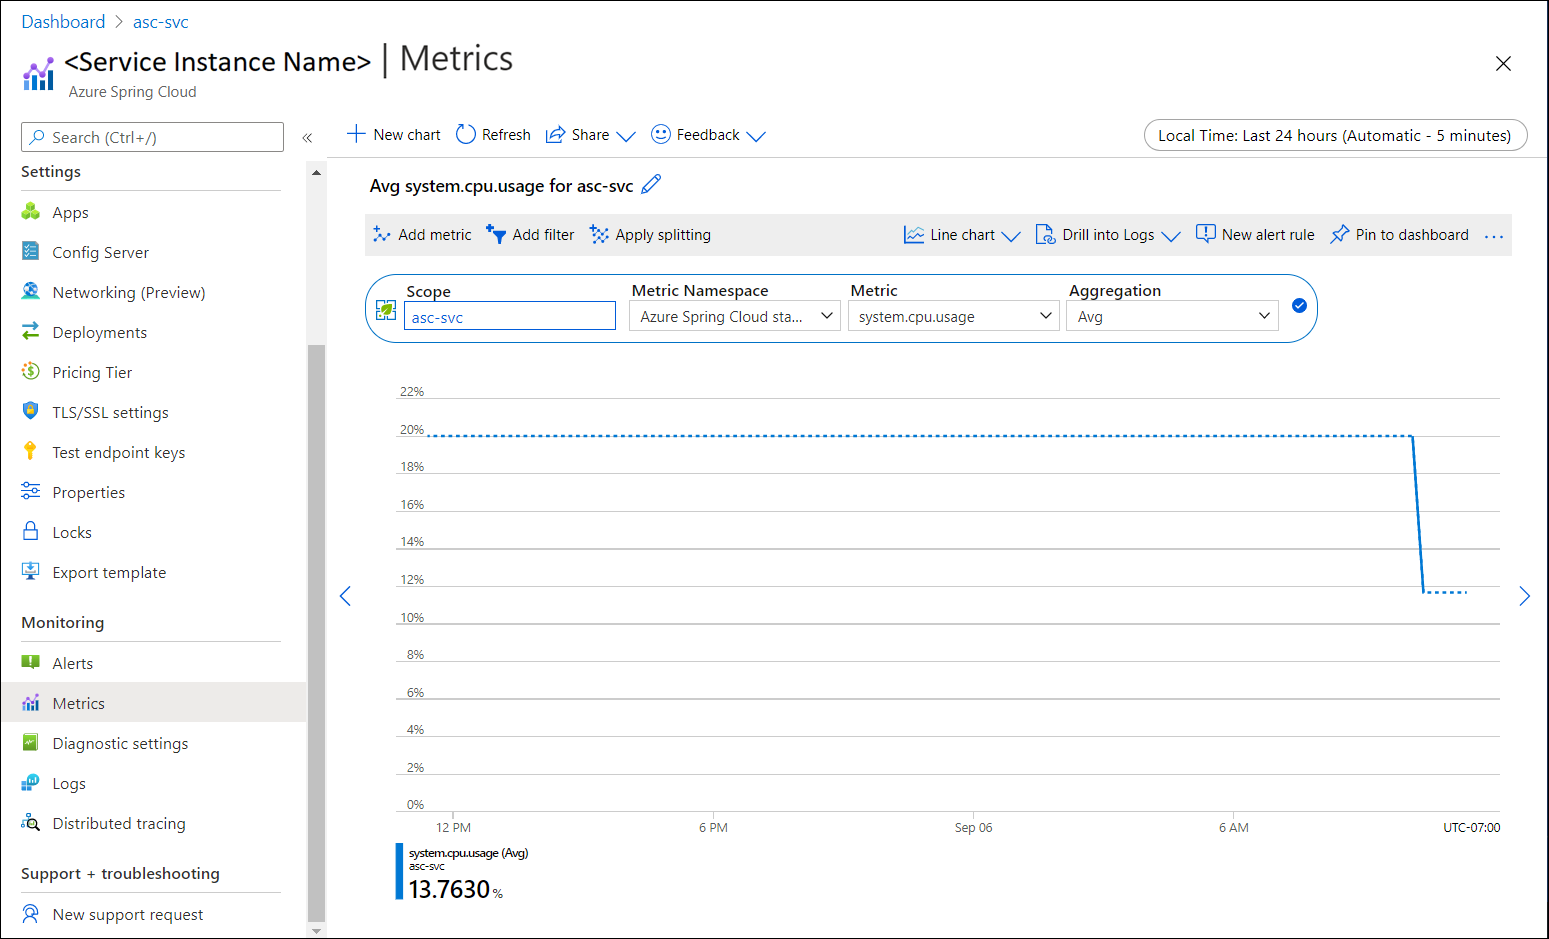 Dashboard > asc-svc
<Service Instance Name> | Metrics
Azure Spring Cloud
Search (Ctrl+/)
«
Settings
Apps
Config Server
Networking (Preview)
Deployments
Pricing Tier
TLS/SSL settings
Test endpoint keys
Properties
Locks
Export template
Monitoring
Alerts
Metrics
Diagnostic settings
Logs
Distributed tracing
Support + troubleshooting
New support request
New chart Refresh Share Feedback
Local Time: Last 24 hours (Automatic - 5 minutes)
Avg system.cpu.usage for asc-svc
Add metric Add filter Apply splitting Line chart Drill into Logs New alert rule Pin to dashboard ...
Scope Metric Namespace Metric Aggregation
asc-svc Azure Spring Cloud sta... system.cpu.usage Avg
22%
20%
18%
16%
14%
12%
10%
8%
6%
4%
2%
0%
12 PM 6 PM Sep 06 6 AM UTC-07:00
system.cpu.usage (Avg)
asc-svc
13.7630 %